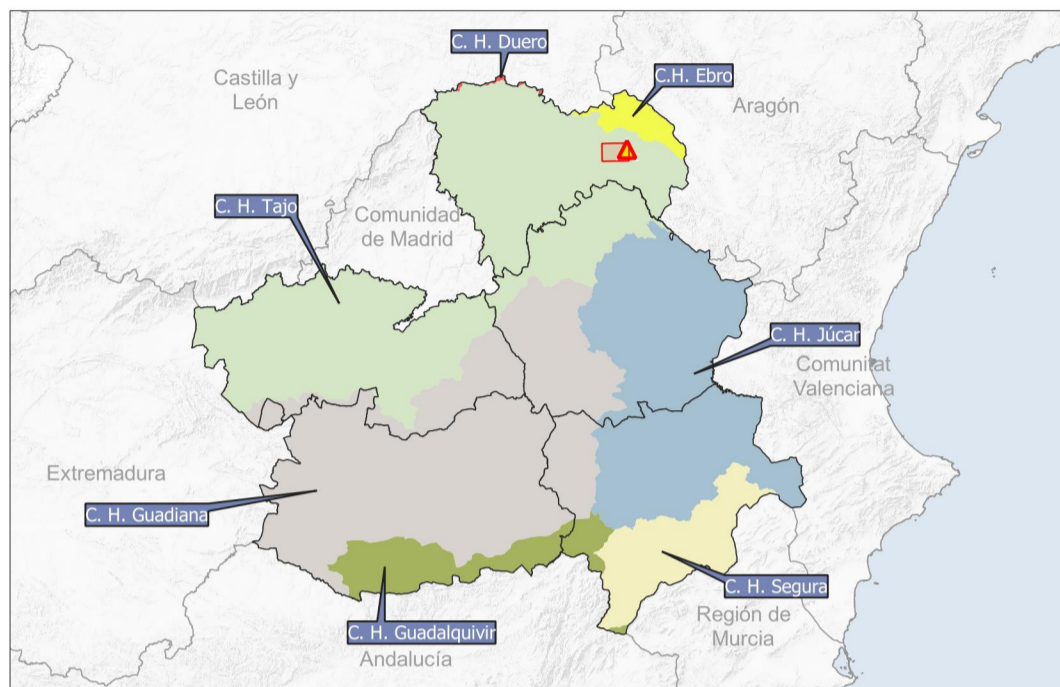 C. H. Duero
Castilla y
León
C.H. Ebro
Aragón
C. H. Tajo
Comunidad
de Madrid
C. H. Júcar
Comunitat
Valenciana
Extremadura
C. H. Guadiana
C. H. Segura
Región de
Murcia
C. H. Guadalquivir
Andalucía